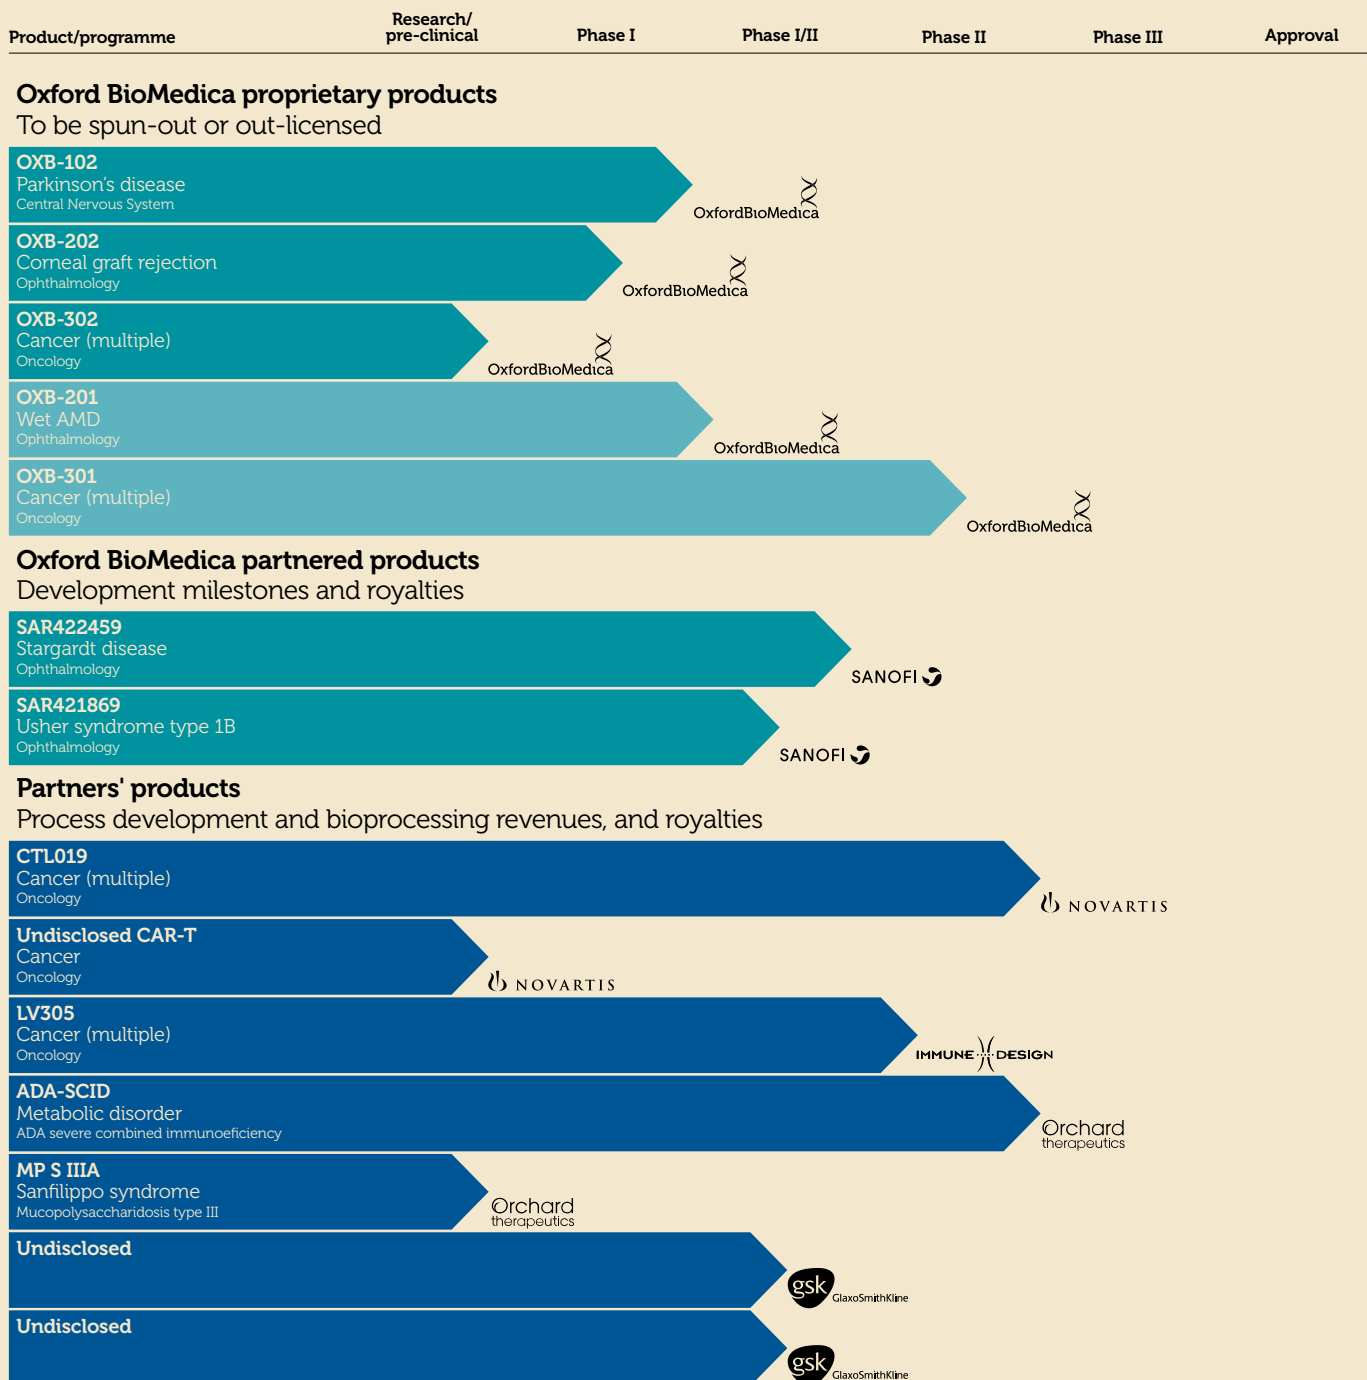 Product/programme
Research/
pre-clinical
Phase I
Phase I/II
Phase II
Phase III
Approval
Oxford BioMedica proprietary products
To be spun-out or out-licensed
OXB-102
Parkinson's disease
Central Nervous System
OxfordBioMedica
OXB-202
Corneal graft rejection
Ophthalmology
OxfordBioMedica
OXB-302
Cancer (multiple)
Oncology
OxfordBioMedica
OXB-201
Wet AMD
Ophthalmology
OxfordBioMedica
OXB-301
Cancer (multiple)
Oncology
OxfordBioMedica
Oxford BioMedica partnered products
Development milestones and royalties
SAR422459
Stargardt disease
Ophthalmology
SANOFI
SAR421869
Usher syndrome type 1B
Ophthalmology
SANOFI
Partners' products
Process development and bioprocessing revenues, and royalties
CTL019
Cancer (multiple)
Oncology
NOVARTIS
Undisclosed CAR-T
Cancer
Oncology
NOVARTIS
LV305
Cancer (multiple)
Oncology
IMMUNE DESIGN
ADA-SCID
Metabolic disorder
ADA severe combined immunoeficiency
Orchard
therapeutics
MP S IIIA
Sanfilippo syndrome
Mucopolysaccharidosis type III
Orchard
therapeutics
Undisclosed
gsk
GlaxoSmithKline
Undisclosed
gsk
GlaxoSmithKline